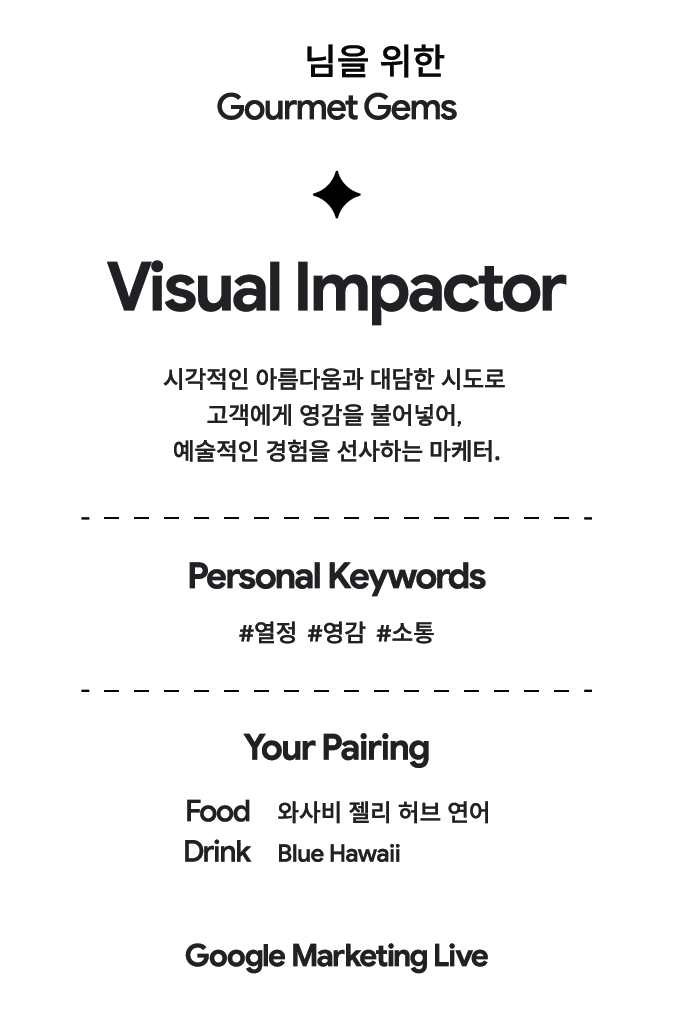 님을 위한
Gourmet Gems
Visual Impactor
시각적인 아름다움과 대담한 시도로
고객에게 영감을 불어넣어,
예술적인 경험을 선사하는 마케터.
Personal Keywords
#열정 #영감 #소통
Your Pairing
Food 와사비 젤리 허브 연어
Drink Blue Hawaii
Google Marketing Live